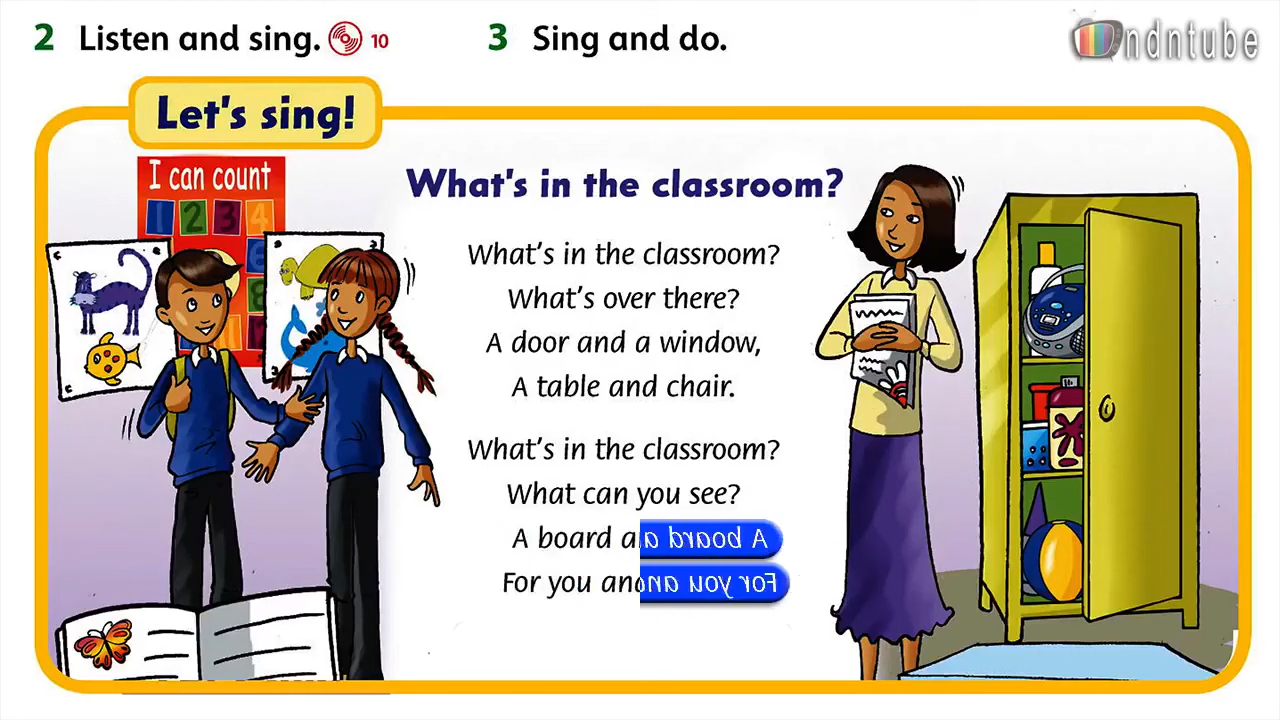 2 Listen and sing. 10
3 Sing and do.
ndntube
Let's sing!
I can count
1 2 3 4
What's in the classroom?
What's in the classroom?
What's over there?
A door and a window,
A table and chair.
What's in the classroom?
What can you see?
A board a
For you and